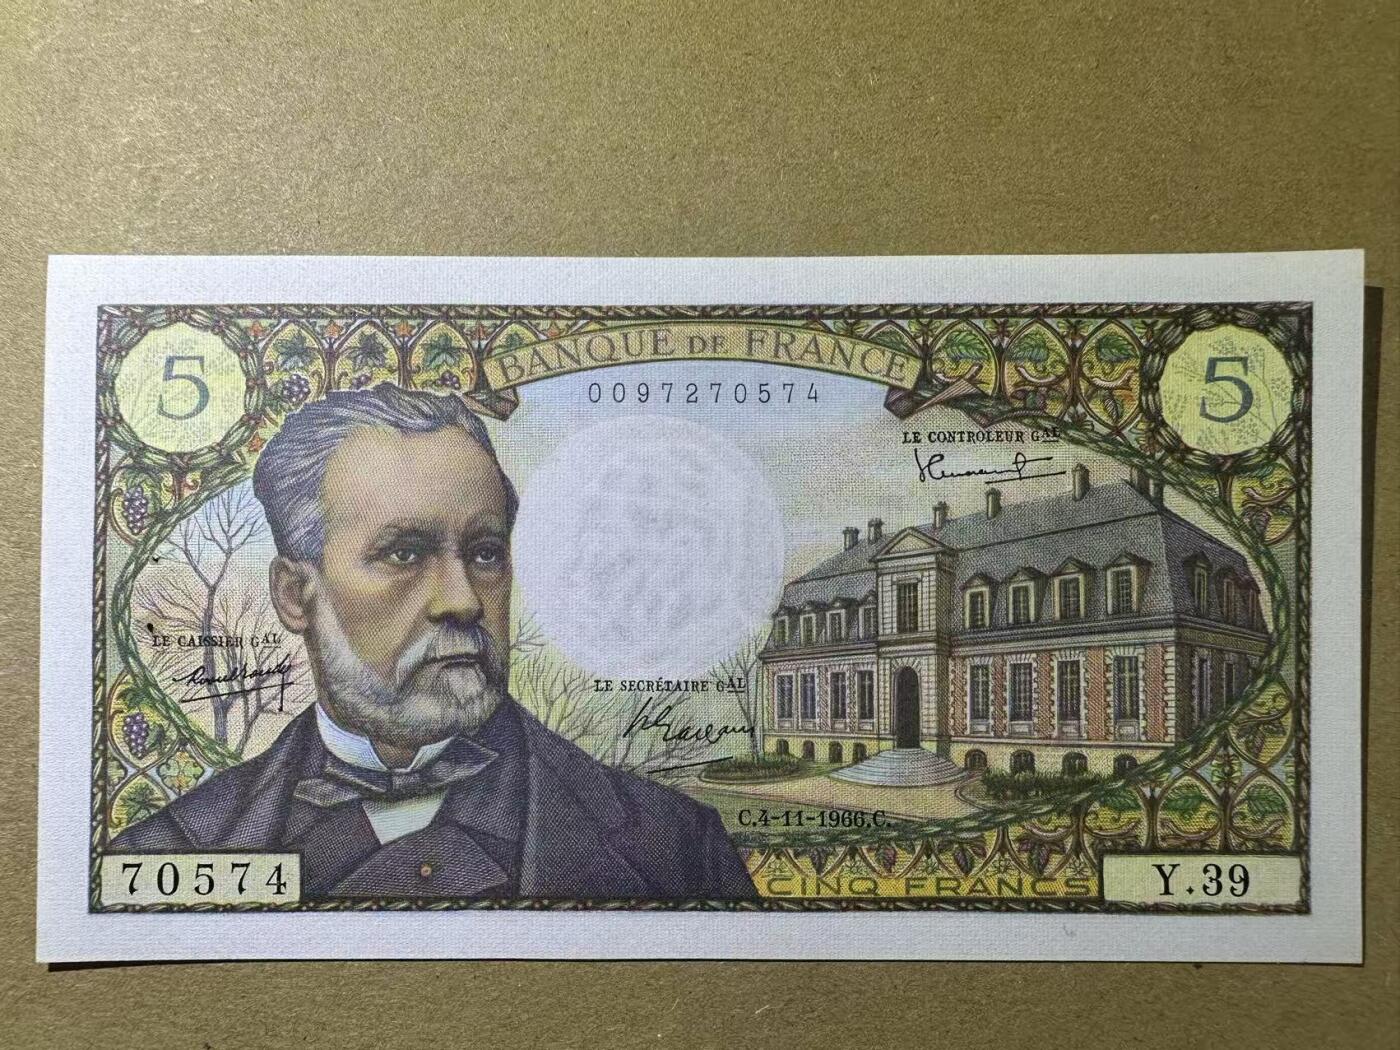 BANQUE DE FRANCE
5
5
0097270574
LE CONTROLEUR GAL
LE CAISSIER GAL
LE SECRÉTAIRE GAL
C.4-11-1966.C.
70574
CINQ FRANCS
Y.39